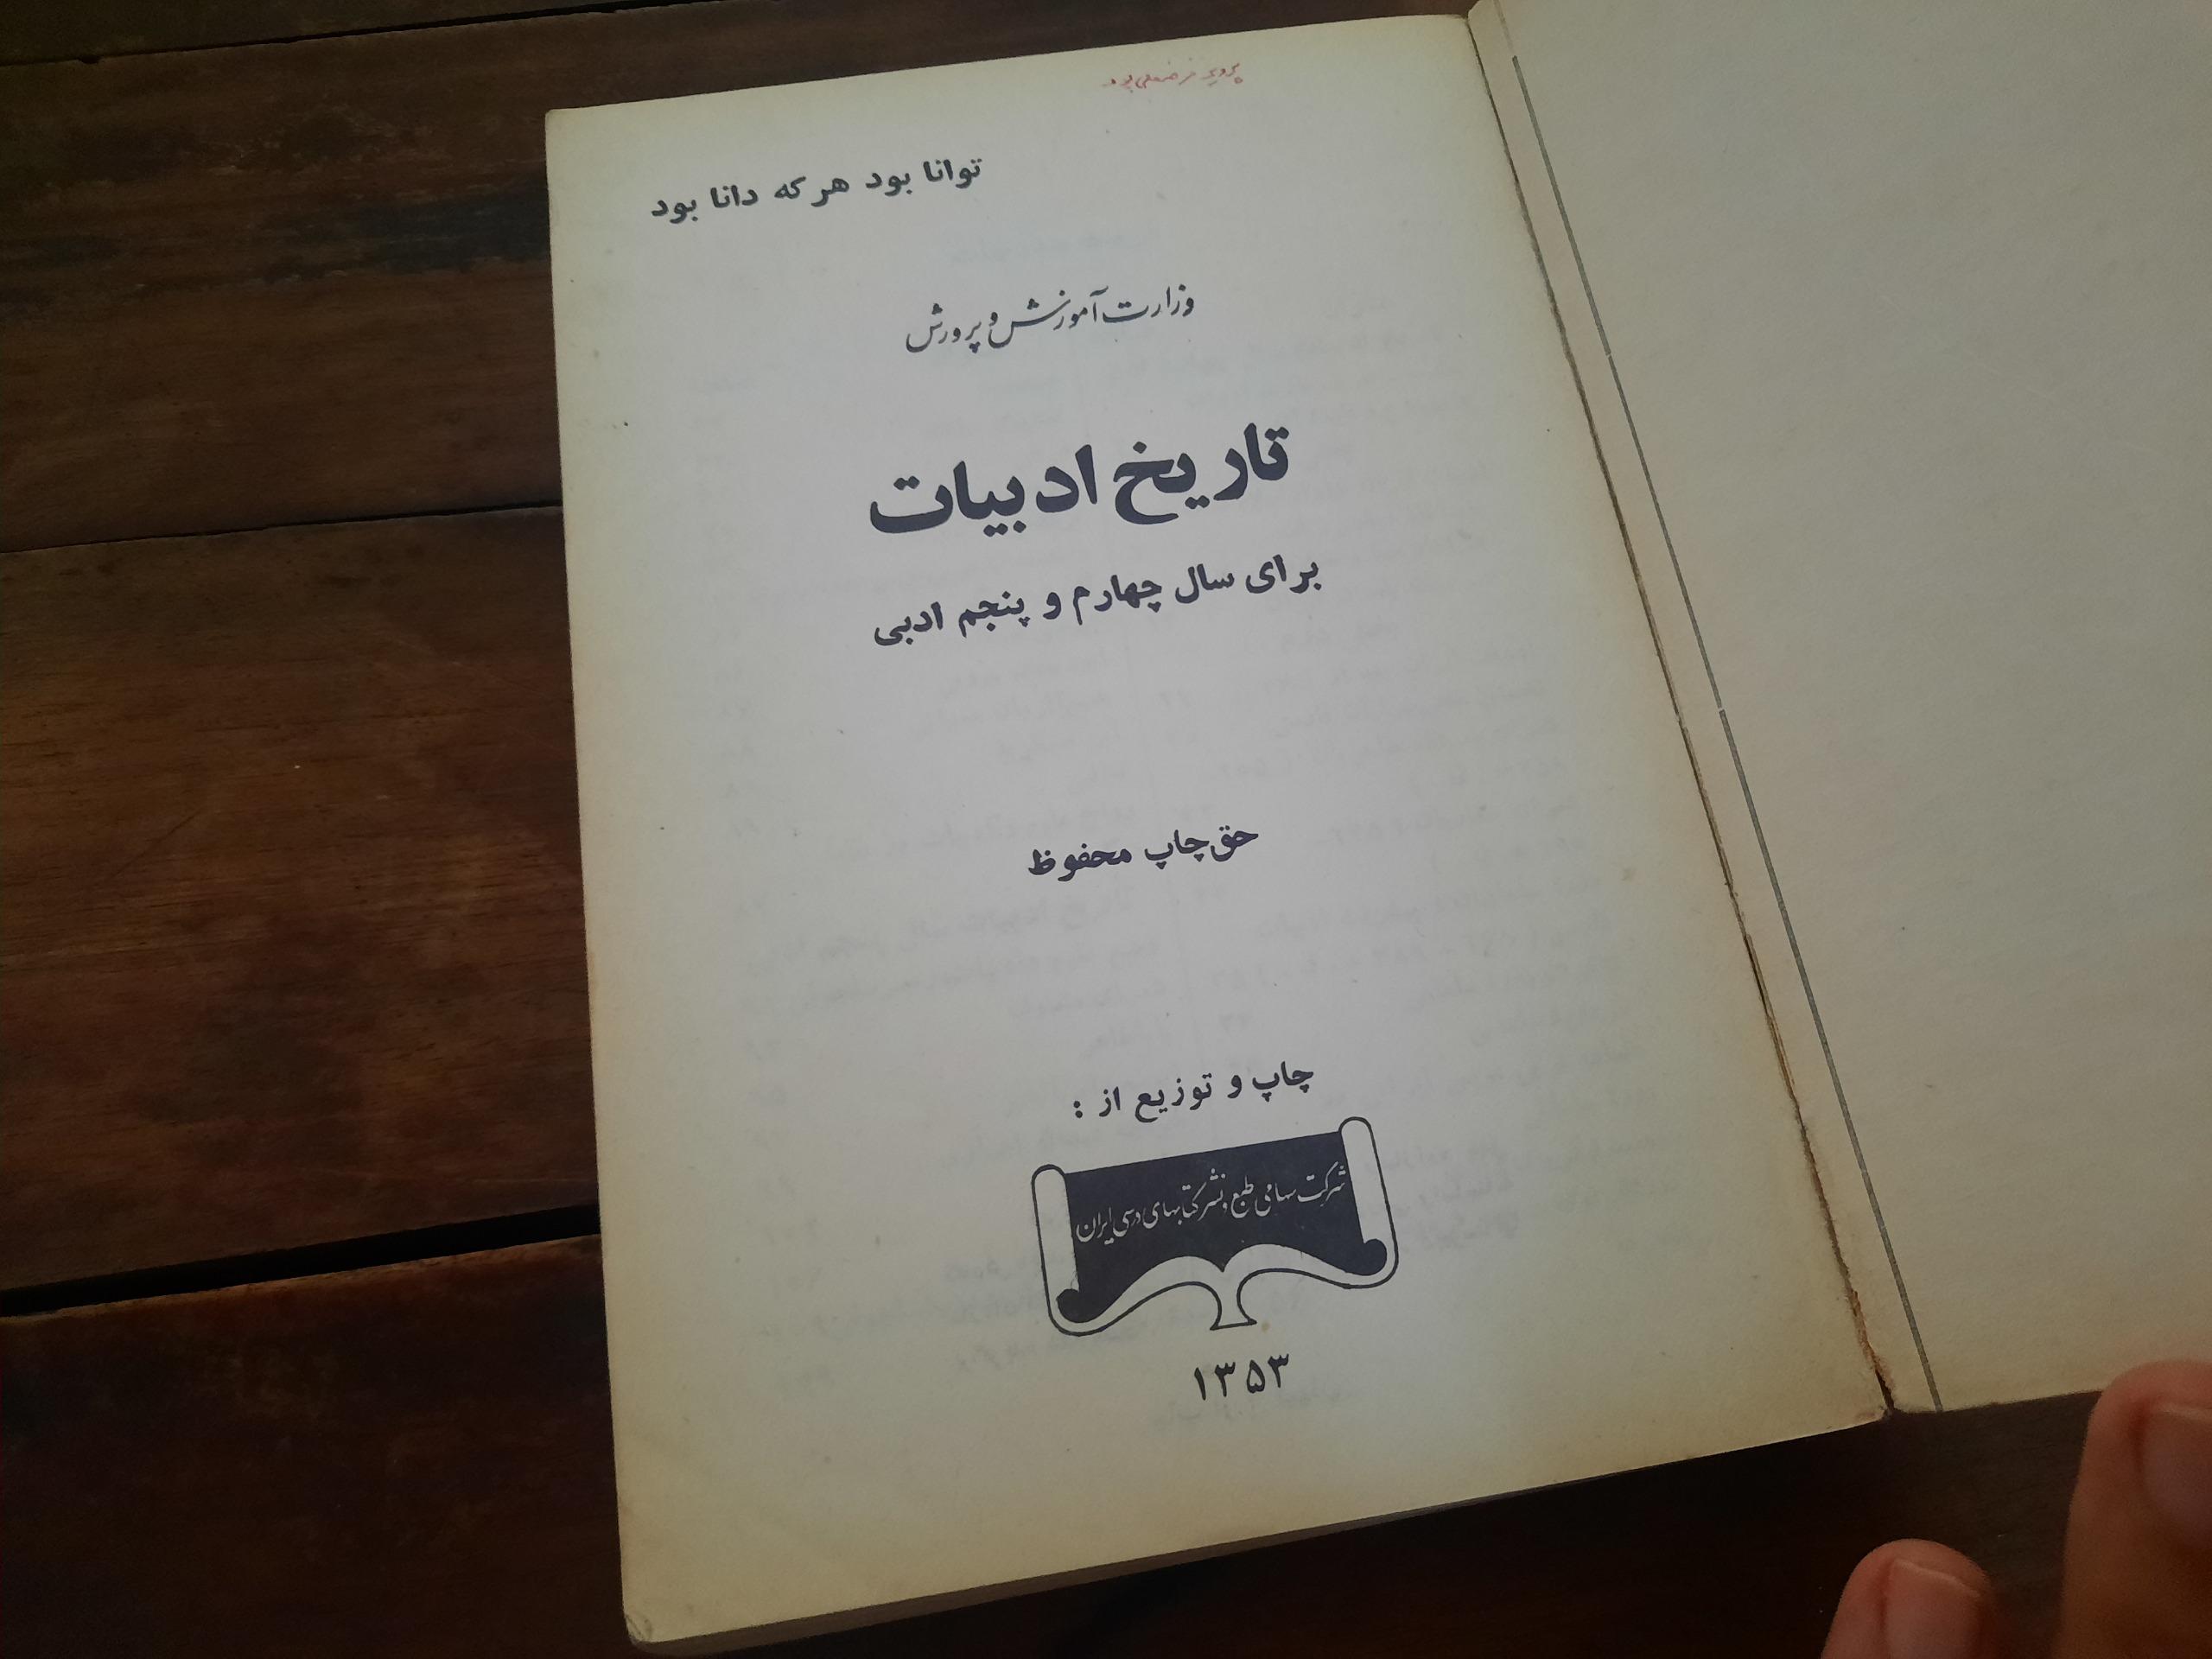 توانا بود هر که دانا بود
وزارت آموزش و پرورش
تاریخ ادبیات
برای سال چهارم و پنجم ادبی
حق چاپ محفوظ
چاپ و توزیع از :
شرکت سهامی طبع و نشر کتابهای درسی ایران
۱۳۵۳